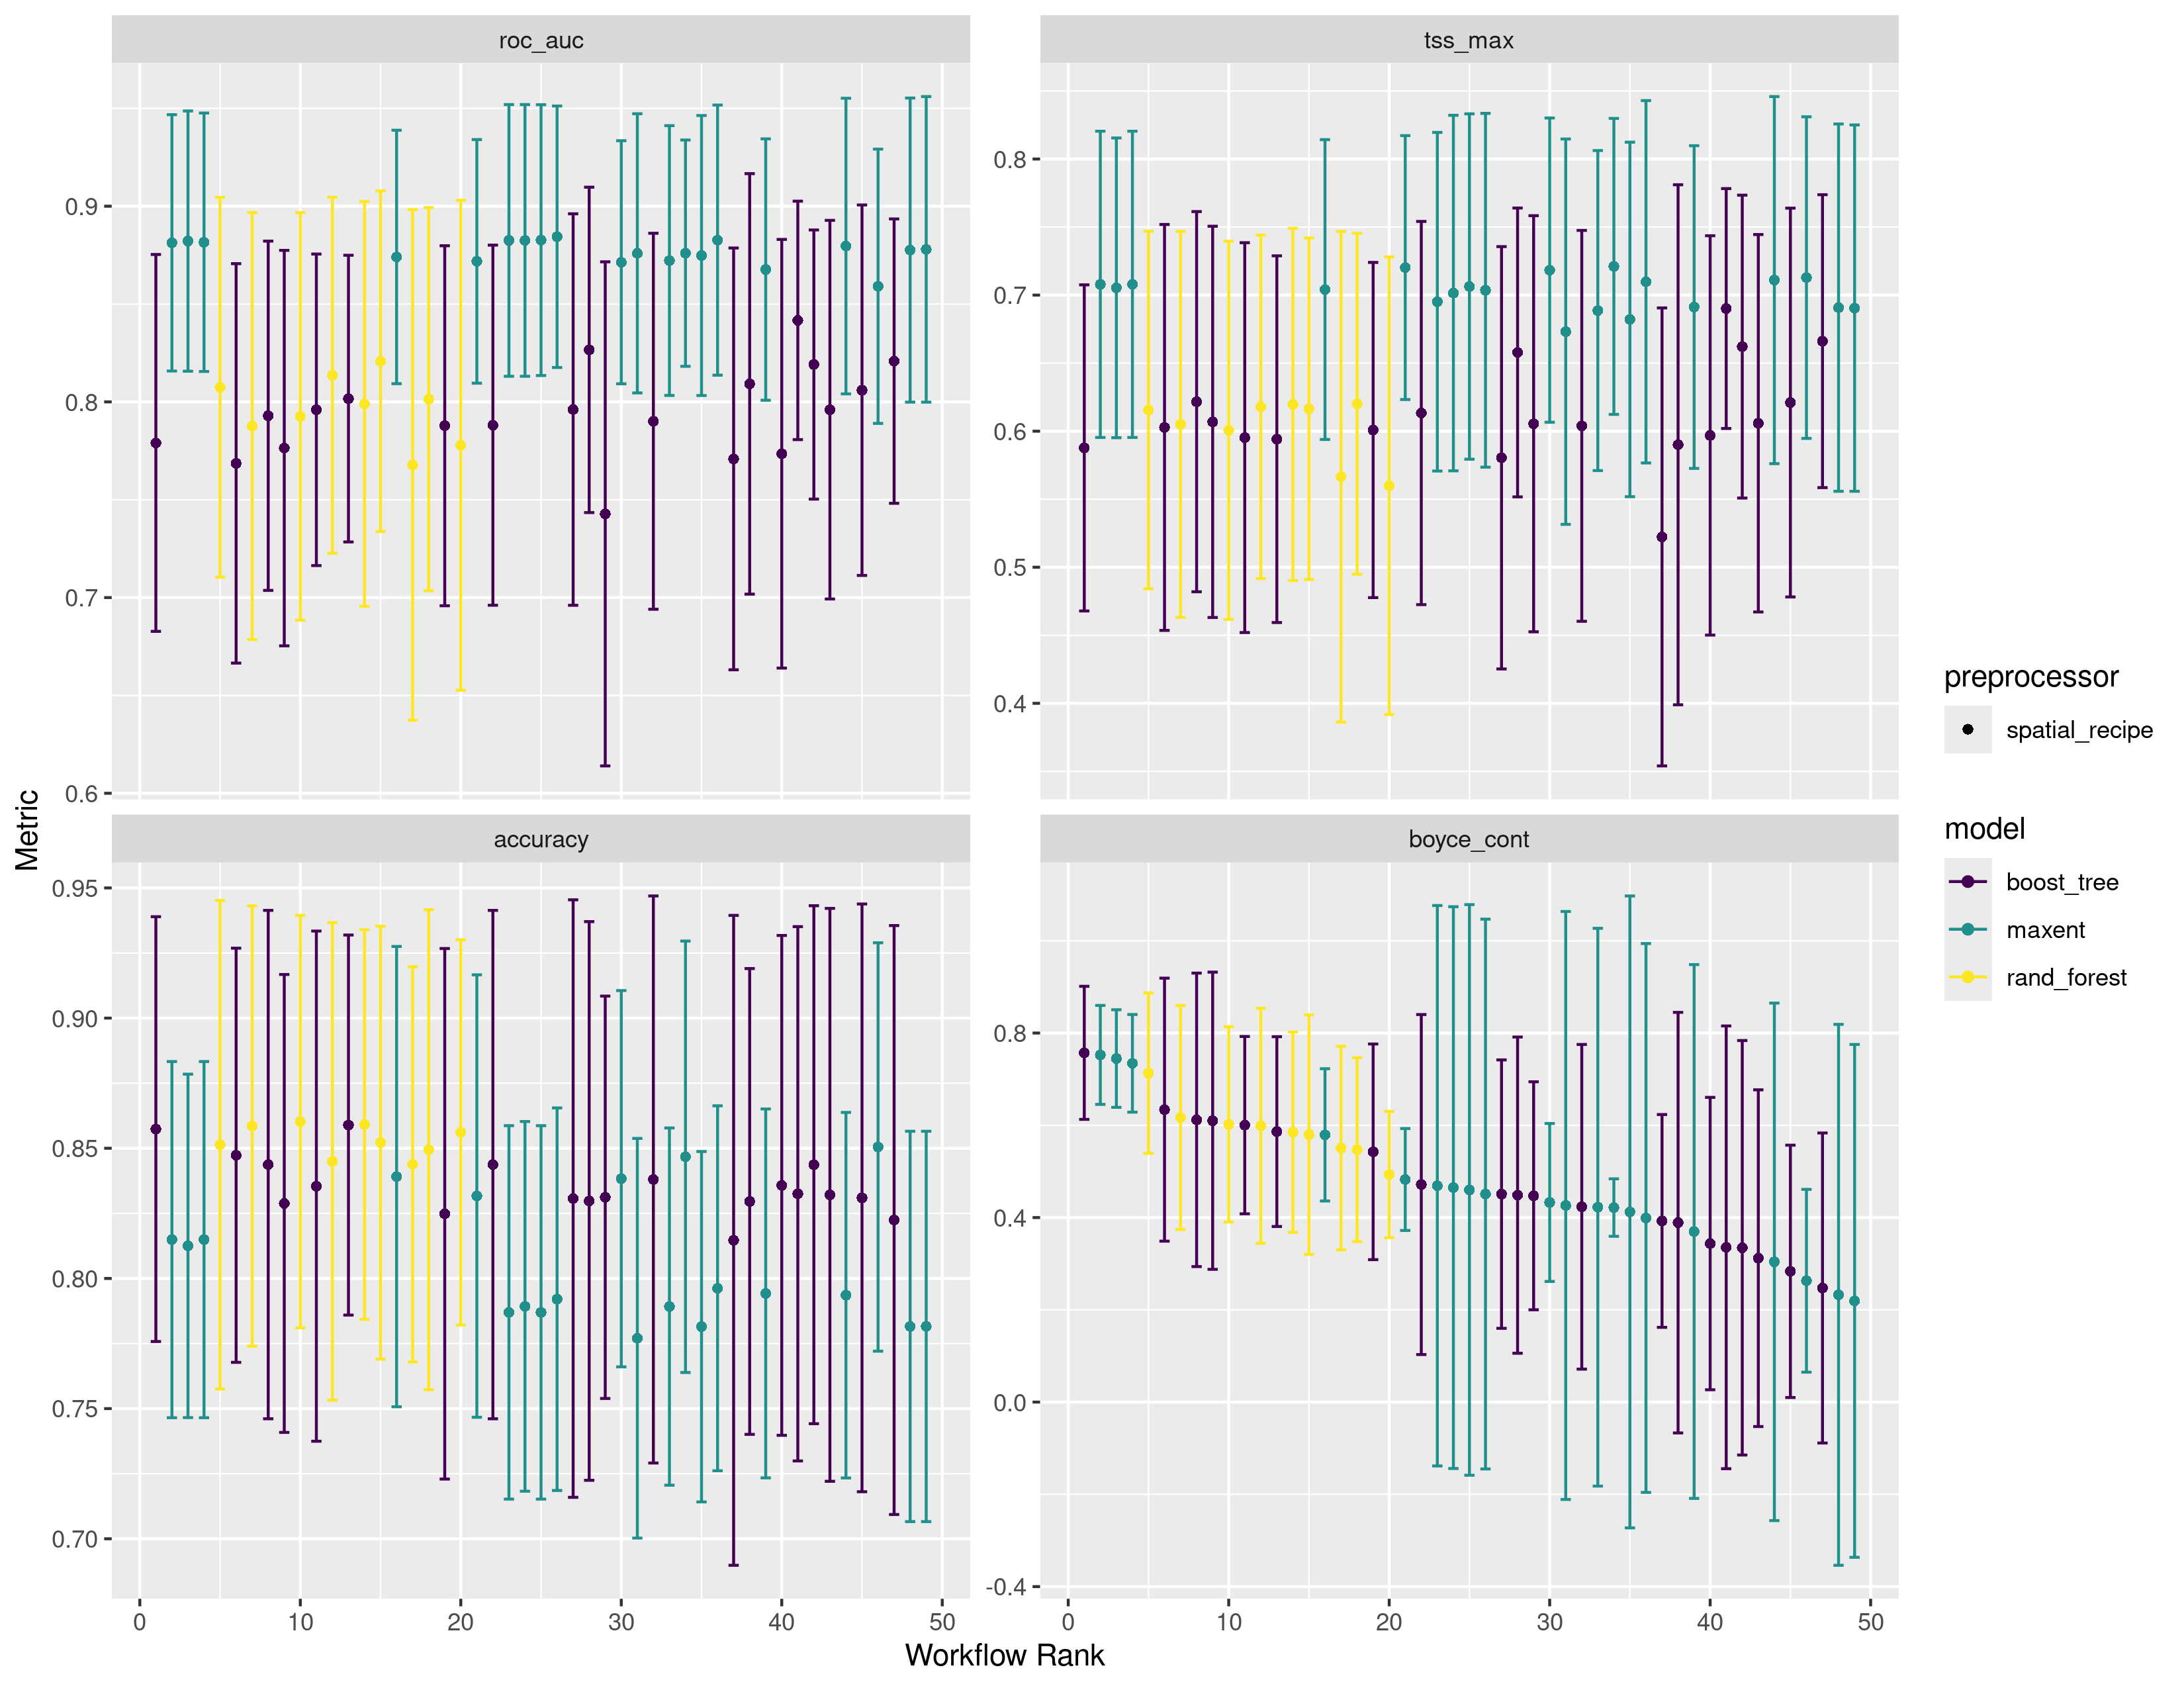 roc_auc
tss_max
0.9
0.8
0.7
0.6
0.8
0.7
0.6
0.5
0.4
Metric
accuracy
boyce_cont
0.95
0.90
0.85
0.80
0.75
0.70
0.8
0.4
0.0
-0.4
0 10 20 30 40 50
0 10 20 30 40 50
Workflow Rank
preprocessor
spatial_recipe
model
boost_tree
maxent
rand_forest